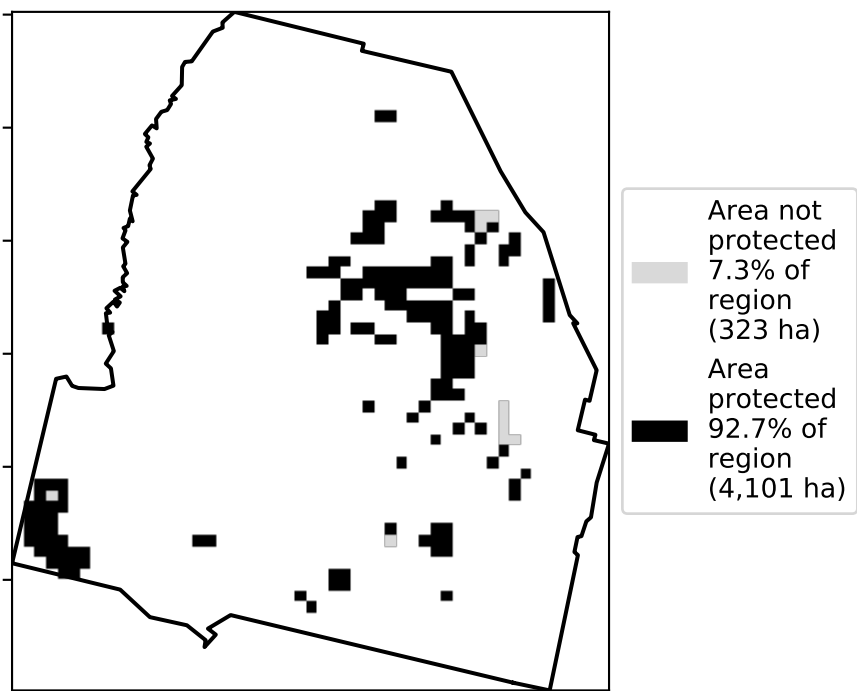 Area not
protected
7.3% of
region
(323 ha)
Area
protected
92.7% of
region
(4,101 ha)